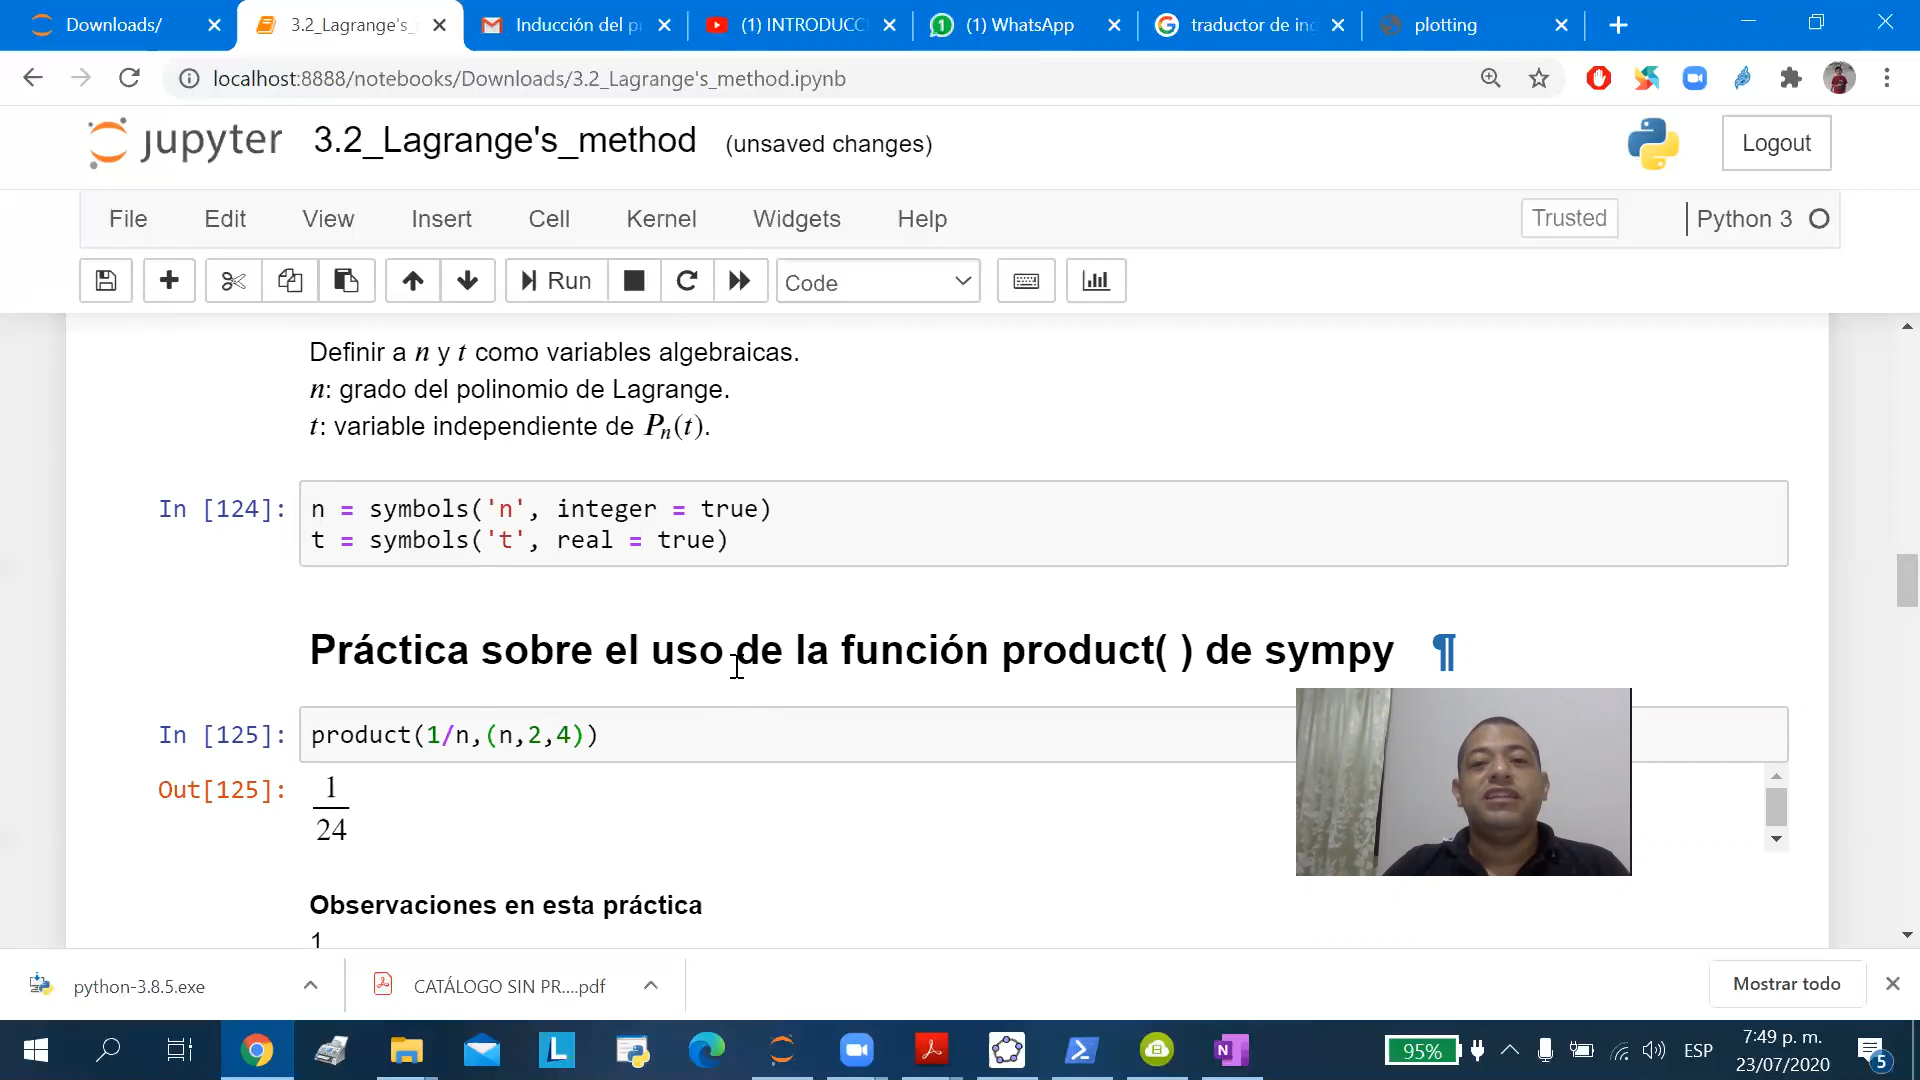 Downloads/
3.2_Lagrange's_
Inducción del p
(1) INTRODUCC
(1) WhatsApp
traductor de in
plotting
localhost:8888/notebooks/Downloads/3.2_Lagrange's_method.ipynb
jupyter 3.2_Lagrange's_method (unsaved changes)
Logout
File Edit View Insert Cell Kernel Widgets Help
Trusted
Python 3
Run
Code
Definir a n y t como variables algebraicas.
n: grado del polinomio de Lagrange.
t: variable independiente de Pn(t).
In [124]:
n = symbols('n', integer = true)
t = symbols('t', real = true)
Práctica sobre el uso de la función product( ) de sympy ¶
In [125]: product(1/n,(n,2,4))
Out[125]:
1
24
Observaciones en esta práctica
1
python-3.8.5.exe
CATÁLOGO SIN PR....pdf
Mostrar todo
95%
ESP
7:49 p. m.
23/07/2020
5